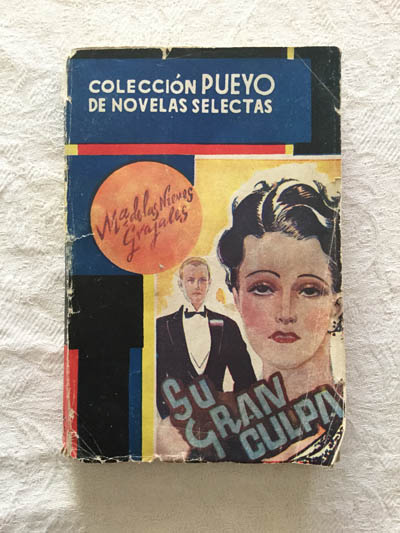 COLECCIÓN PUEYO
DE NOVELAS SELECTAS
Mª de las Nieves
Grajales
SU
GRAN
CULPA